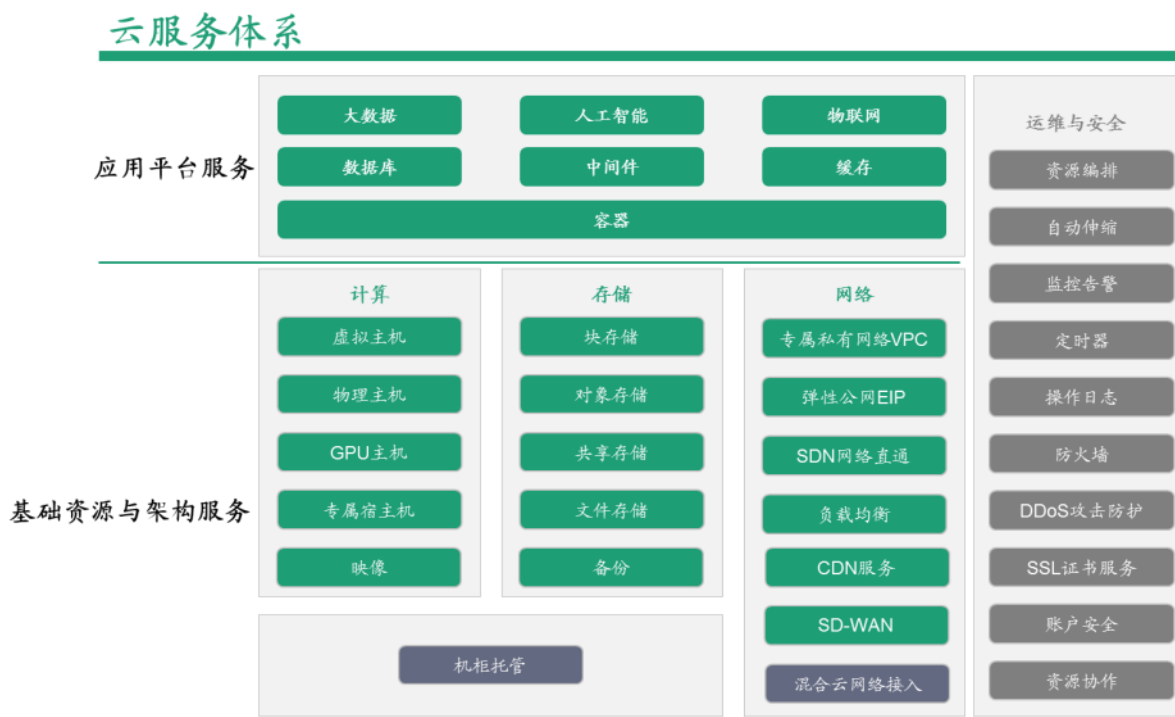 云服务体系
应用平台服务
大数据
人工智能
物联网
数据库
中间件
缓存
容器
基础资源与架构服务
计算
虚拟主机
物理主机
GPU主机
专属宿主机
映像
存储
块存储
对象存储
共享存储
文件存储
备份
网络
专属私有网络VPC
弹性公网EIP
SDN网络直通
负载均衡
CDN服务
SD-WAN
混合云网络接入
机柜托管
运维与安全
资源编排
自动伸缩
监控告警
定时器
操作日志
防火墙
DDoS攻击防护
SSL证书服务
账户安全
资源协作